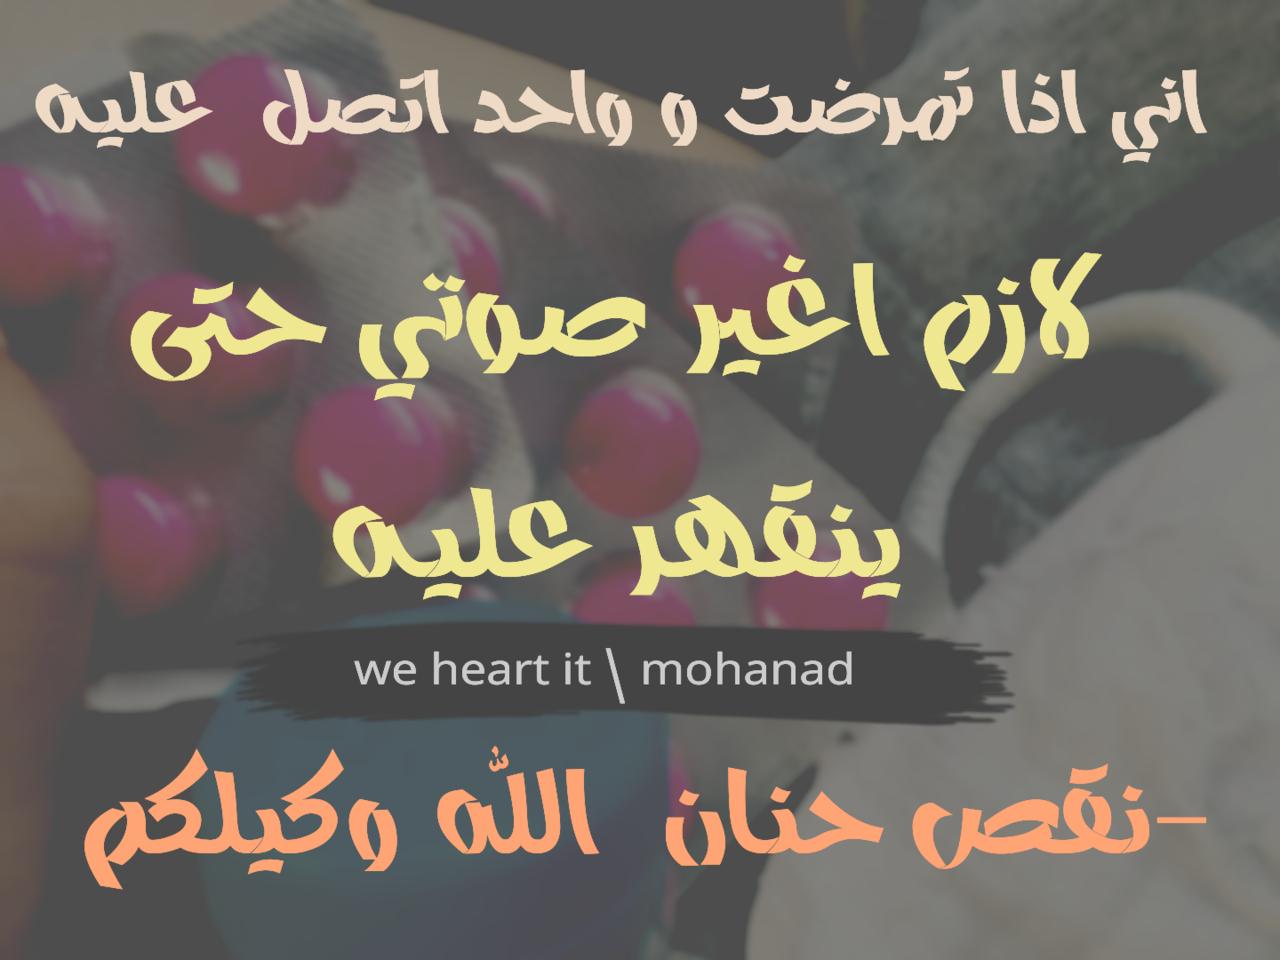 اني اذا تمرضت و واحد اتصل عليه
لازم اغير صوتي حتى
ينقهر عليه
we heart it \ mohanad
-نقص حنان الله وكيلكم